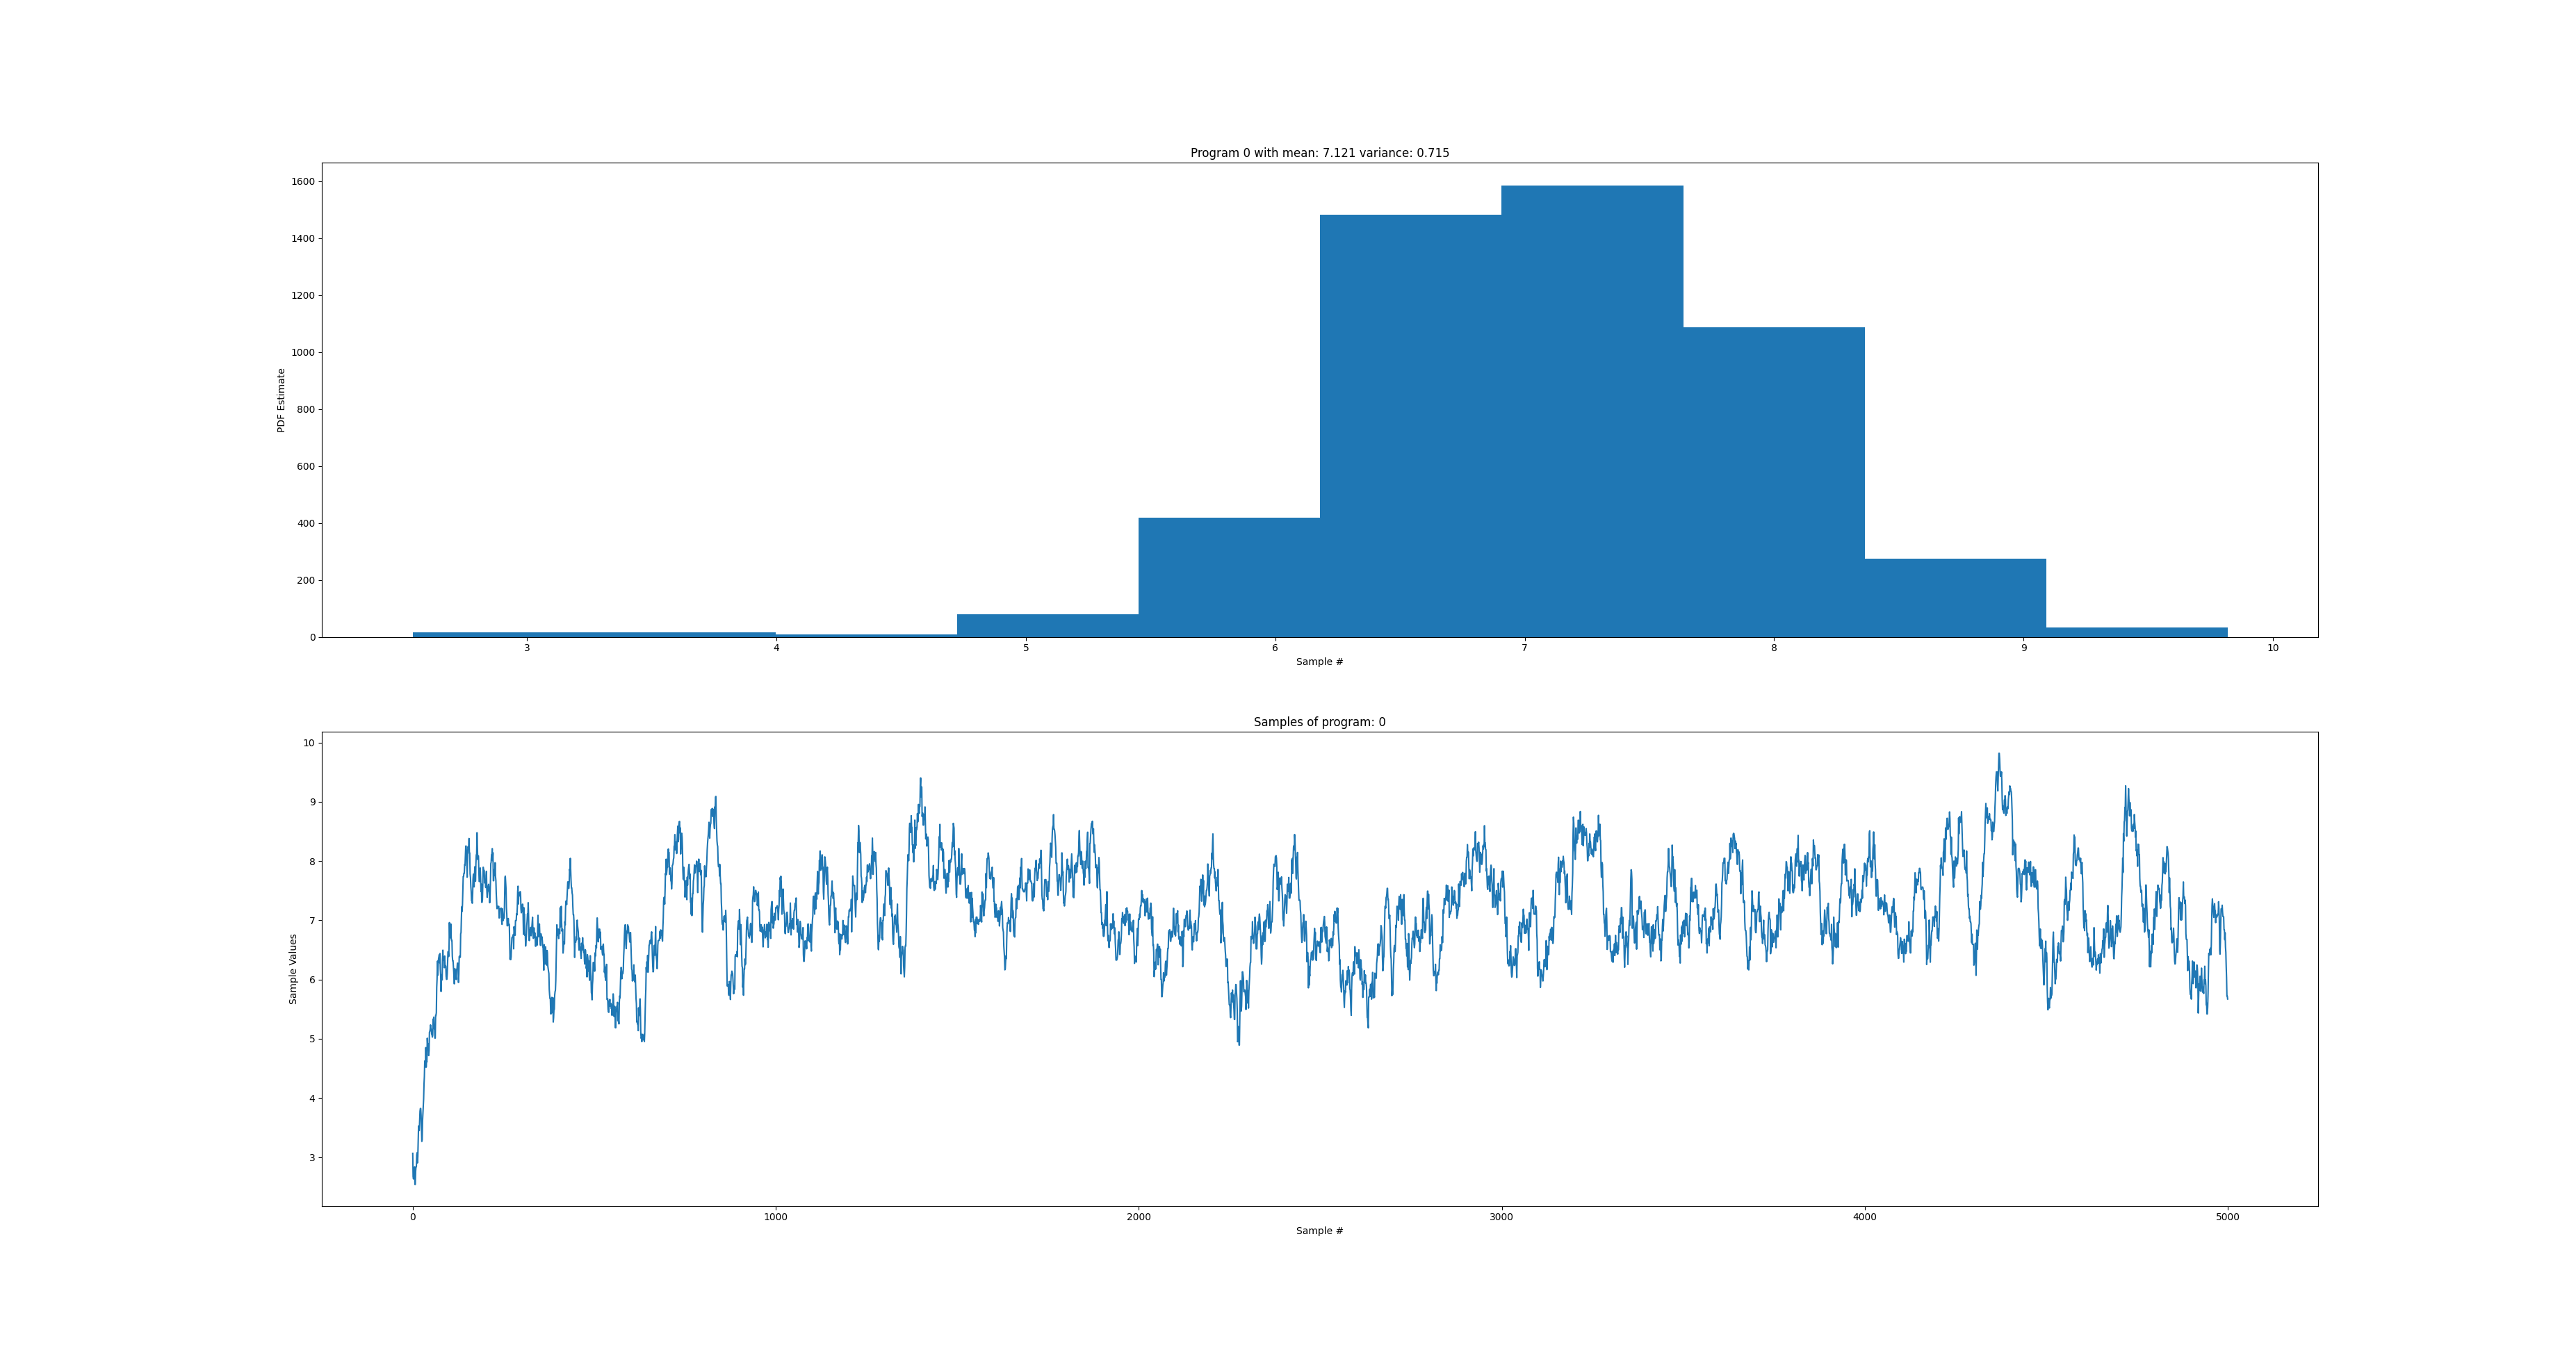 Program 0 with mean: 7.121 variance: 0.715
1600
1400
1200
1000
800
600
400
200
0
PDF Estimate
3 4 5 6 7 8 9 10
Sample #
Samples of program: 0
10
9
8
7
6
5
4
3
Sample Values
0 1000 2000 3000 4000 5000
Sample #